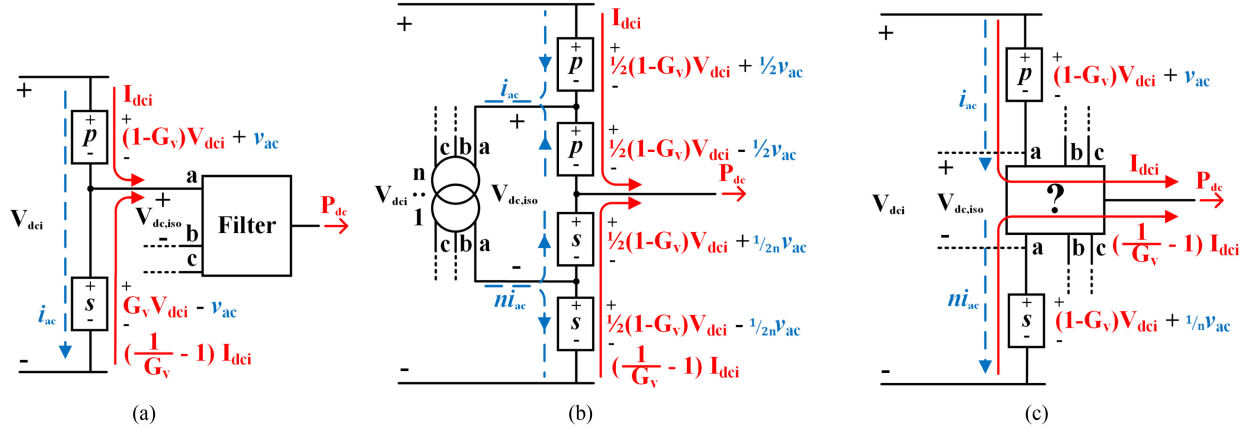 +
V_dci
-
I_dci
+
p
-
+
-
(1-G_v)V_dci + v_ac
a
+
V_dc,iso
-
b
c
Filter
P_dc
i_ac
+
s
-
+
-
G_vV_dci - v_ac
(1/G_v - 1) I_dci
(a)
+
V_dci
-
I_dci
+
p
-
+
-
½(1-G_v)V_dci + ½v_ac
i_ac
+
c b a
n
:
1
c b a
V_dc,iso
-
+
p
-
+
-
½(1-G_v)V_dci - ½v_ac
P_dc
+
s
-
+
-
½(1-G_v)V_dci + 1/2n v_ac
ni_ac
+
s
-
+
-
½(1-G_v)V_dci - 1/2n v_ac
(1/G_v - 1) I_dci
(b)
+
V_dci
-
+
p
-
+
-
(1-G_v)V_dci + v_ac
i_ac
a b c
+
V_dc,iso
-
?
I_dci
P_dc
(1/G_v - 1) I_dci
a b c
ni_ac
+
s
-
+
-
(1-G_v)V_dci + 1/n v_ac
(c)